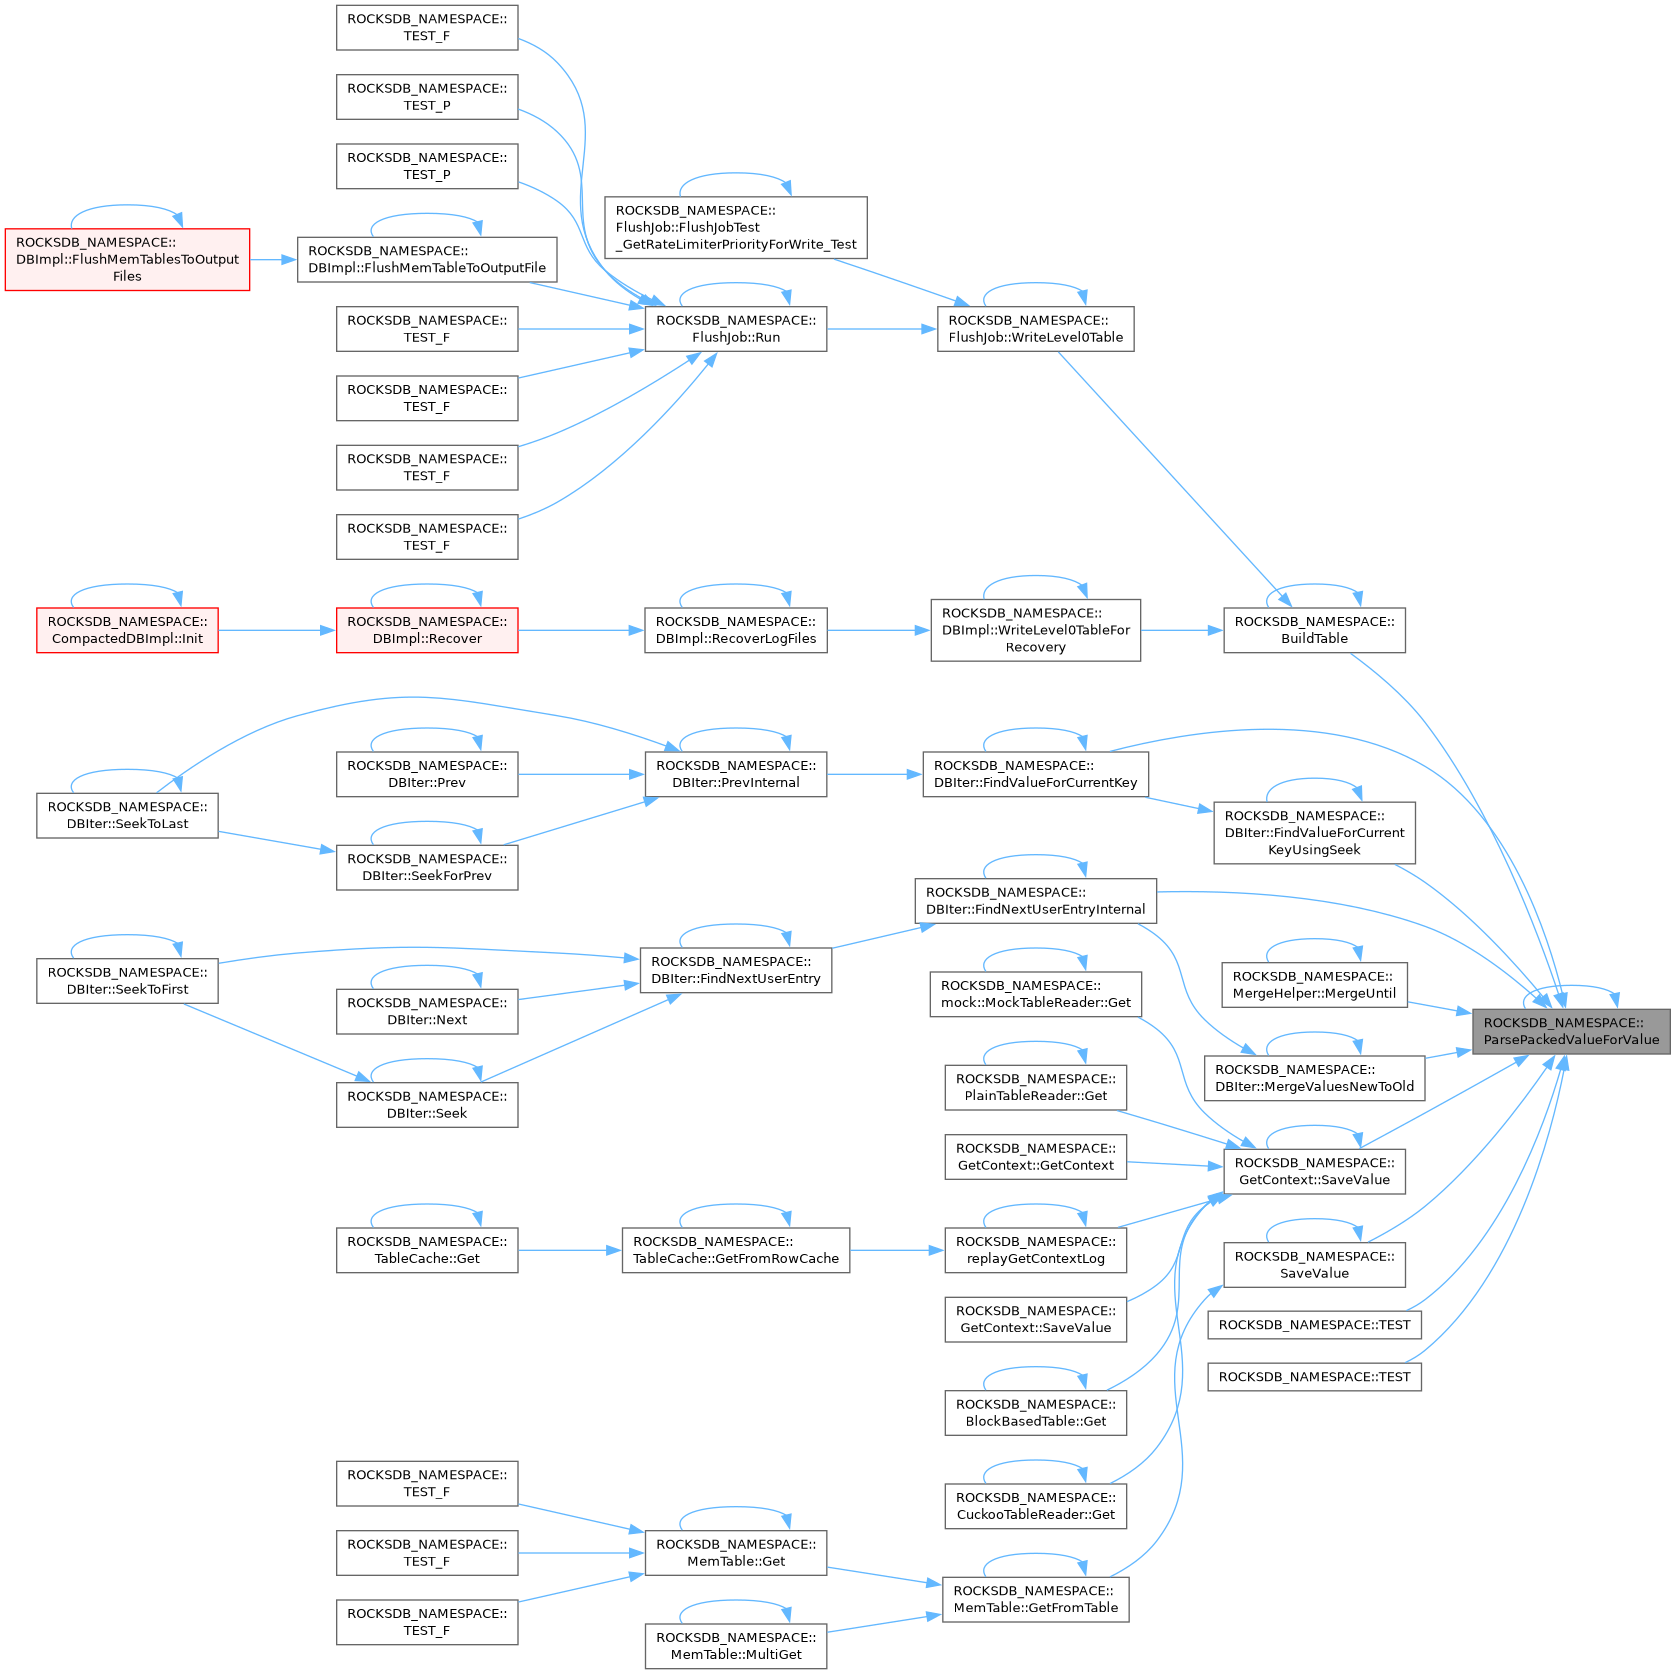 ROCKSDB_NAMESPACE::
TEST_F
ROCKSDB_NAMESPACE::
TEST_P
ROCKSDB_NAMESPACE::
TEST_P
ROCKSDB_NAMESPACE::
FlushJob::FlushJobTest
_GetRateLimiterPriorityForWrite_Test
ROCKSDB_NAMESPACE::
DBImpl::FlushMemTablesToOutput
Files
ROCKSDB_NAMESPACE::
DBImpl::FlushMemTableToOutputFile
ROCKSDB_NAMESPACE::
TEST_F
ROCKSDB_NAMESPACE::
FlushJob::Run
ROCKSDB_NAMESPACE::
FlushJob::WriteLevel0Table
ROCKSDB_NAMESPACE::
TEST_F
ROCKSDB_NAMESPACE::
TEST_F
ROCKSDB_NAMESPACE::
TEST_F
ROCKSDB_NAMESPACE::
CompactedDBImpl::Init
ROCKSDB_NAMESPACE::
DBImpl::Recover
ROCKSDB_NAMESPACE::
DBImpl::RecoverLogFiles
ROCKSDB_NAMESPACE::
DBImpl::WriteLevel0TableFor
Recovery
ROCKSDB_NAMESPACE::
BuildTable
ROCKSDB_NAMESPACE::
DBIter::SeekToLast
ROCKSDB_NAMESPACE::
DBIter::Prev
ROCKSDB_NAMESPACE::
DBIter::PrevInternal
ROCKSDB_NAMESPACE::
DBIter::FindValueForCurrentKey
ROCKSDB_NAMESPACE::
DBIter::FindValueForCurrent
KeyUsingSeek
ROCKSDB_NAMESPACE::
DBIter::SeekForPrev
ROCKSDB_NAMESPACE::
DBIter::FindNextUserEntryInternal
ROCKSDB_NAMESPACE::
DBIter::SeekToFirst
ROCKSDB_NAMESPACE::
DBIter::Next
ROCKSDB_NAMESPACE::
DBIter::FindNextUserEntry
ROCKSDB_NAMESPACE::
mock::MockTableReader::Get
ROCKSDB_NAMESPACE::
MergeHelper::MergeUntil
ROCKSDB_NAMESPACE::
ParsePackedValueForValue
ROCKSDB_NAMESPACE::
DBIter::Seek
ROCKSDB_NAMESPACE::
PlainTableReader::Get
ROCKSDB_NAMESPACE::
DBIter::MergeValuesNewToOld
ROCKSDB_NAMESPACE::
GetContext::GetContext
ROCKSDB_NAMESPACE::
GetContext::SaveValue
ROCKSDB_NAMESPACE::
TableCache::Get
ROCKSDB_NAMESPACE::
TableCache::GetFromRowCache
ROCKSDB_NAMESPACE::
replayGetContextLog
ROCKSDB_NAMESPACE::
SaveValue
ROCKSDB_NAMESPACE::
GetContext::SaveValue
ROCKSDB_NAMESPACE::TEST
ROCKSDB_NAMESPACE::TEST
ROCKSDB_NAMESPACE::
BlockBasedTable::Get
ROCKSDB_NAMESPACE::
CuckooTableReader::Get
ROCKSDB_NAMESPACE::
TEST_F
ROCKSDB_NAMESPACE::
TEST_F
ROCKSDB_NAMESPACE::
MemTable::Get
ROCKSDB_NAMESPACE::
MemTable::GetFromTable
ROCKSDB_NAMESPACE::
TEST_F
ROCKSDB_NAMESPACE::
MemTable::MultiGet